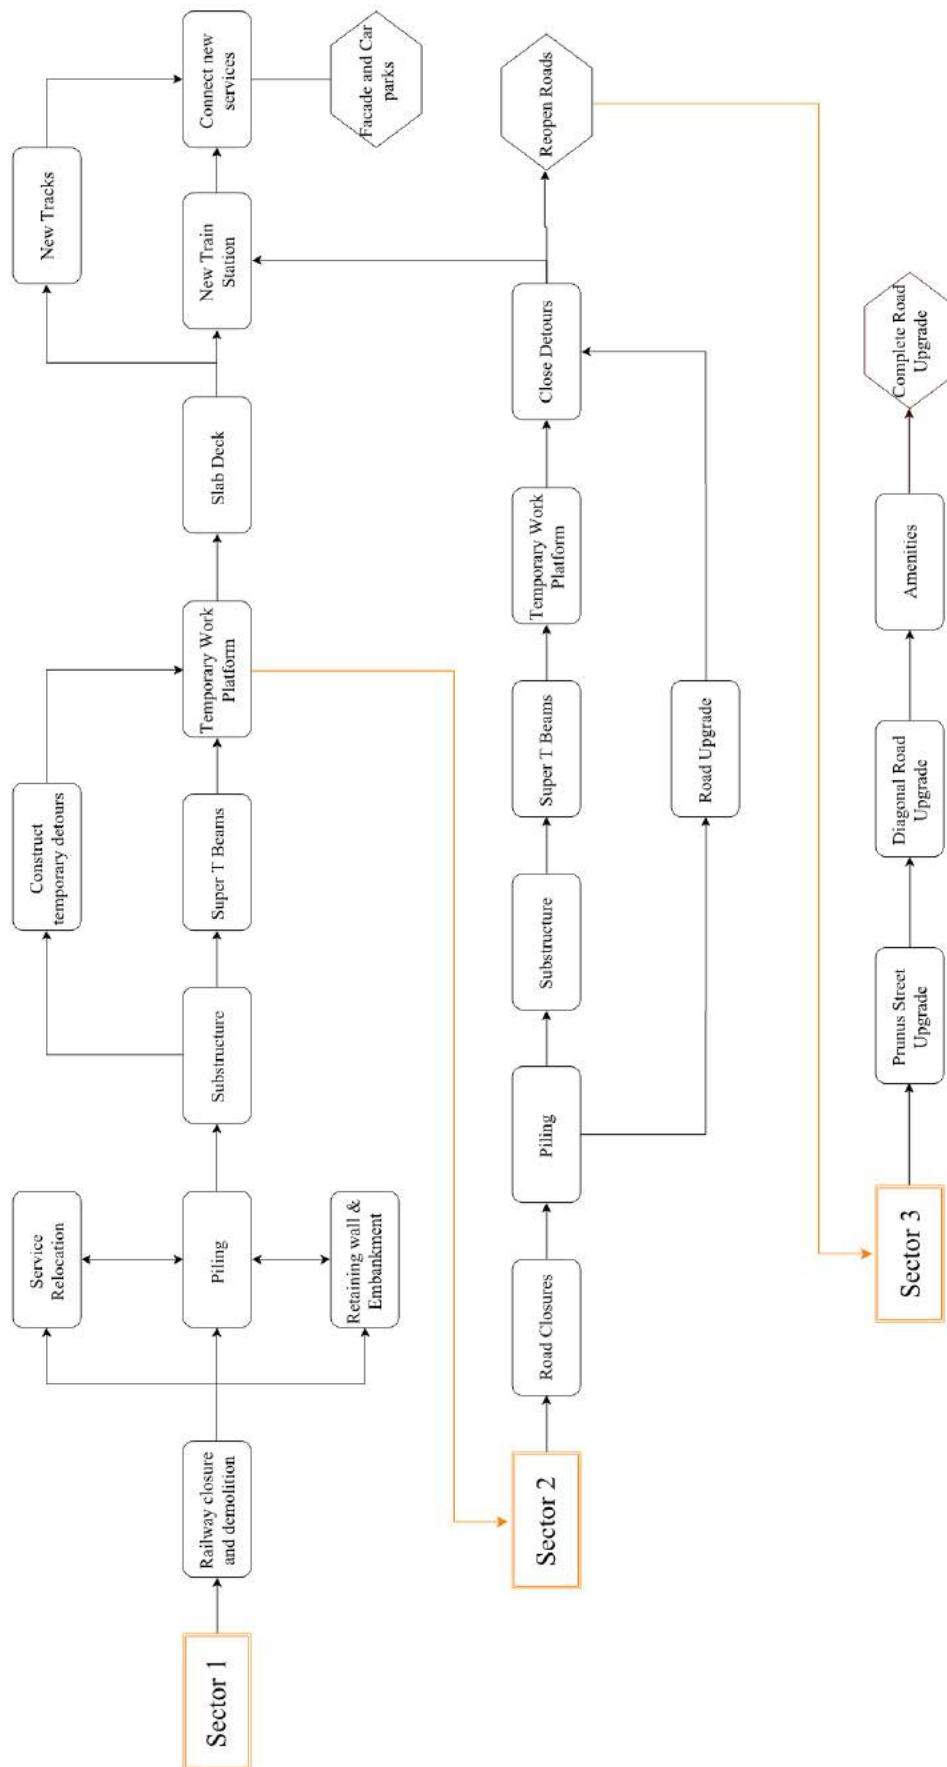 Sector 1
Railway closure
and demolition
Service
Relocation
Piling
Retaining wall &
Embankment
Substructure
Construct
temporary detours
Super T Beams
Temporary Work
Platform
Slab Deck
New Tracks
New Train
Station
Connect new
services
Facade and Car
parks
Sector 2
Road Closures
Piling
Substructure
Super T Beams
Temporary Work
Platform
Road Upgrade
Close Detours
Reopen Roads
Sector 3
Prunus Street
Upgrade
Diagonal Road
Upgrade
Amenities
Complete Road
Upgrade